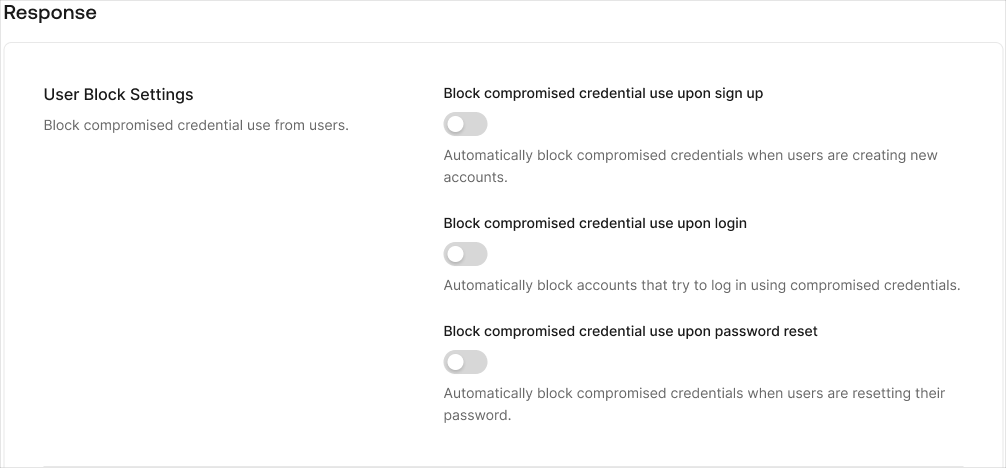 Response
User Block Settings
Block compromised credential use from users.
Block compromised credential use upon sign up
Automatically block compromised credentials when users are creating new
accounts.
Block compromised credential use upon login
Automatically block accounts that try to log in using compromised credentials.
Block compromised credential use upon password reset
Automatically block compromised credentials when users are resetting their
password.